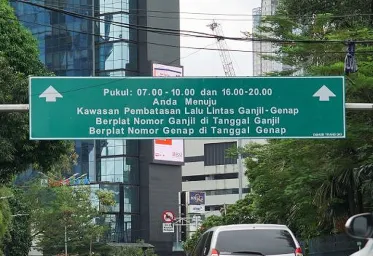 Pukul: 07.00-10.00 dan 16.00-20.00
Anda Menuju
Kawasan Pembatasan Lalu Lintas Ganjil-Genap
Berplat Nomor Ganjil di Tanggal Ganjil
Berplat Nomor Genap di Tanggal Genap